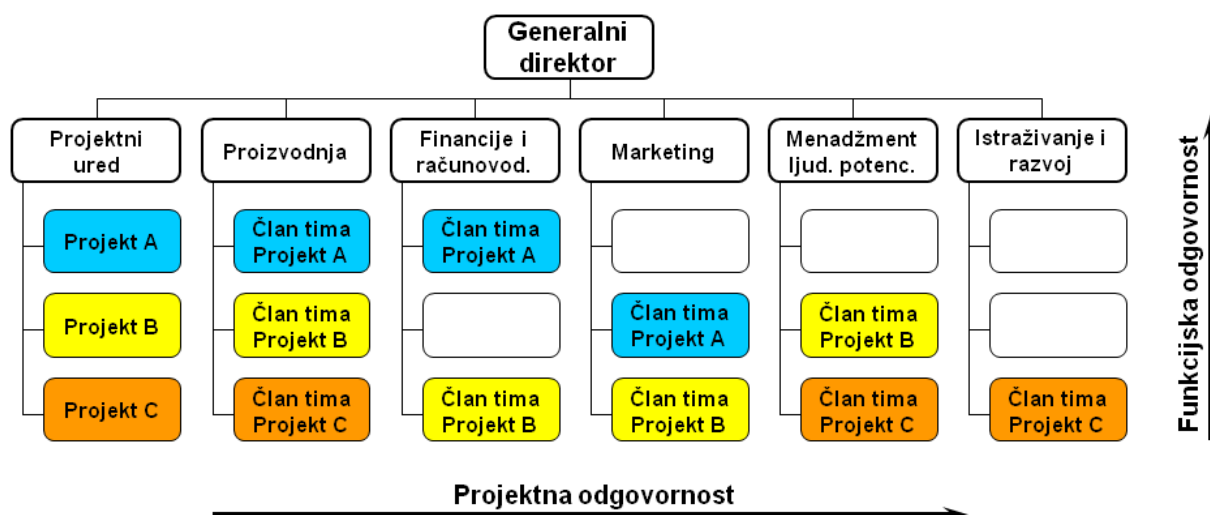 Generalni
direktor
Projektni
ured
Proizvodnja
Financije i
računovod.
Marketing
Menadžment
ljud. potenc.
Istraživanje i
razvoj
Projekt A
Član tima
Projekt A
Član tima
Projekt A
Projekt B
Član tima
Projekt B
Član tima
Projekt A
Član tima
Projekt B
Projekt C
Član tima
Projekt C
Član tima
Projekt B
Član tima
Projekt B
Član tima
Projekt C
Član tima
Projekt C
Funkcijska odgovornost
Projektna odgovornost